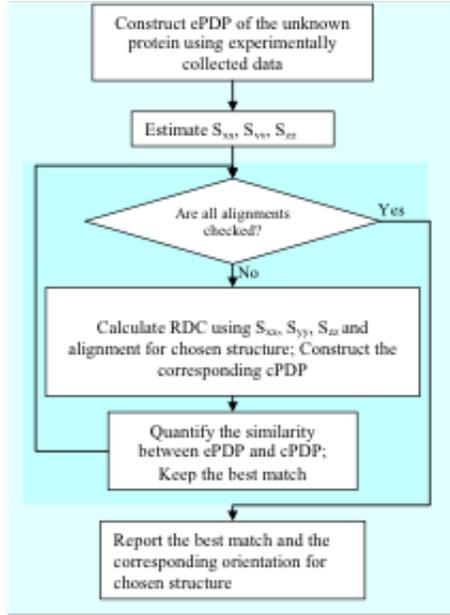 Construct ePDP of the unknown
protein using experimentally
collected data
Estimate Sxx, Syy, Szz
Are all alignments
checked?
Yes
No
Calculate RDC using Sxx, Syy, Szz and
alignment for chosen structure; Construct the
corresponding cPDP
Quantify the similarity
between ePDP and cPDP;
Keep the best match
Report the best match and the
corresponding orientation for
chosen structure